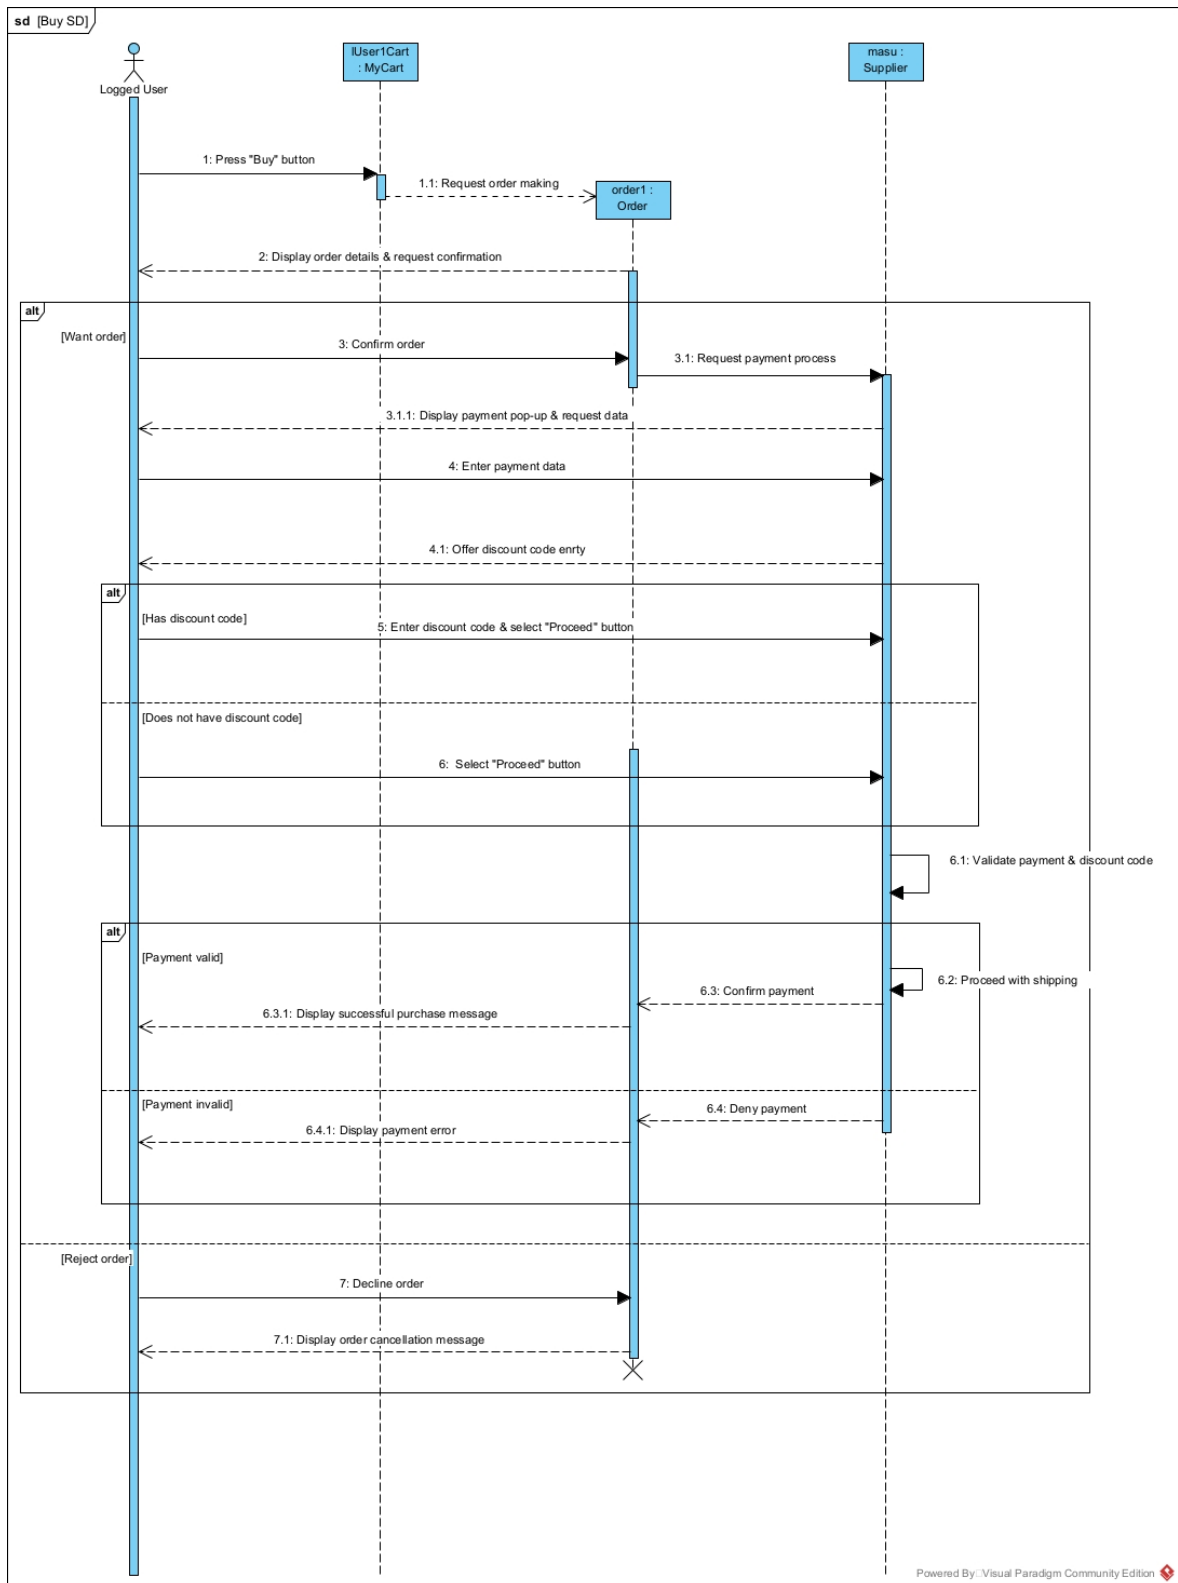 sd [Buy SD]
Logged User
lUser1Cart
: MyCart
masu :
Supplier
1: Press "Buy" button
1.1: Request order making
order1 :
Order
2: Display order details & request confirmation
alt
[Want order]
3: Confirm order
3.1: Request payment process
3.1.1: Display payment pop-up & request data
4: Enter payment data
4.1: Offer discount code enrty
alt
[Has discount code]
5: Enter discount code & select "Proceed" button
[Does not have discount code]
6: Select "Proceed" button
6.1: Validate payment & discount code
alt
[Payment valid]
6.2: Proceed with shipping
6.3: Confirm payment
6.3.1: Display successful purchase message
[Payment invalid]
6.4: Deny payment
6.4.1: Display payment error
[Reject order]
7: Decline order
7.1: Display order cancellation message
Powered By Visual Paradigm Community Edition